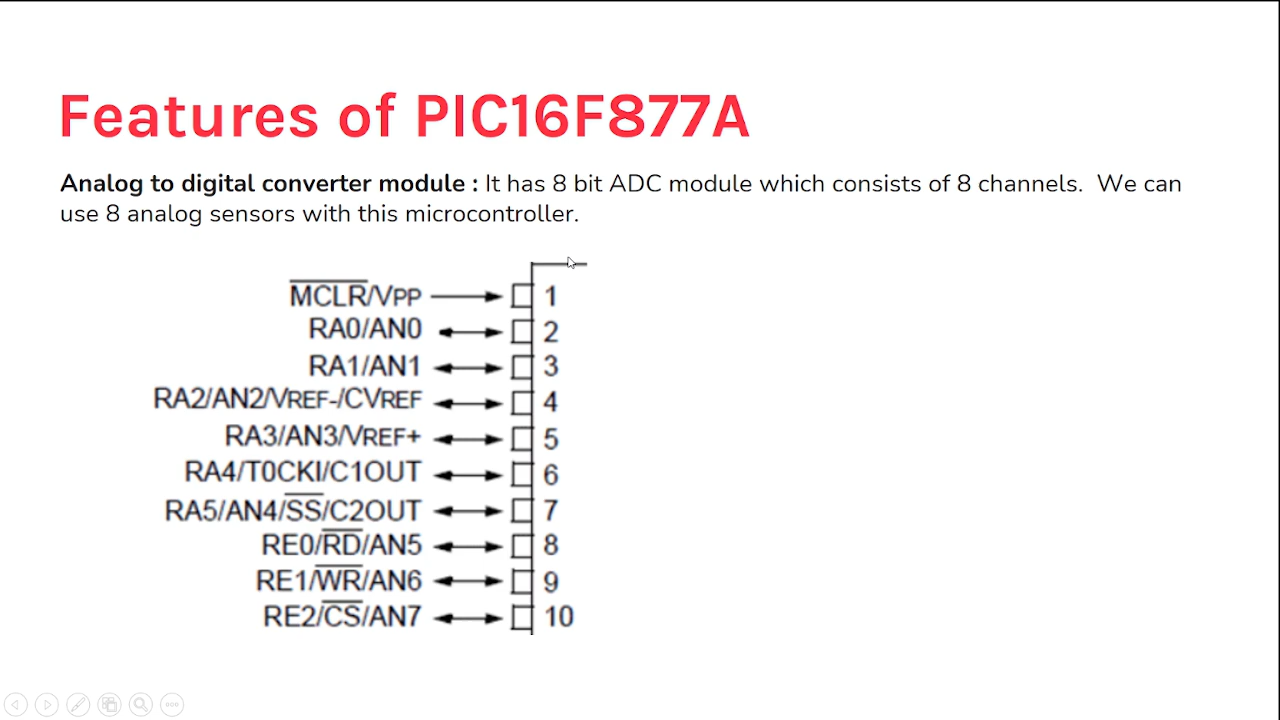 Features of PIC16F877A
Analog to digital converter module : It has 8 bit ADC module which consists of 8 channels.  We can
use 8 analog sensors with this microcontroller.
MCLR/VPP 1
RA0/AN0 2
RA1/AN1 3
RA2/AN2/VREF-/CVREF 4
RA3/AN3/VREF+ 5
RA4/T0CKI/C1OUT 6
RA5/AN4/SS/C2OUT 7
RE0/RD/AN5 8
RE1/WR/AN6 9
RE2/CS/AN7 10